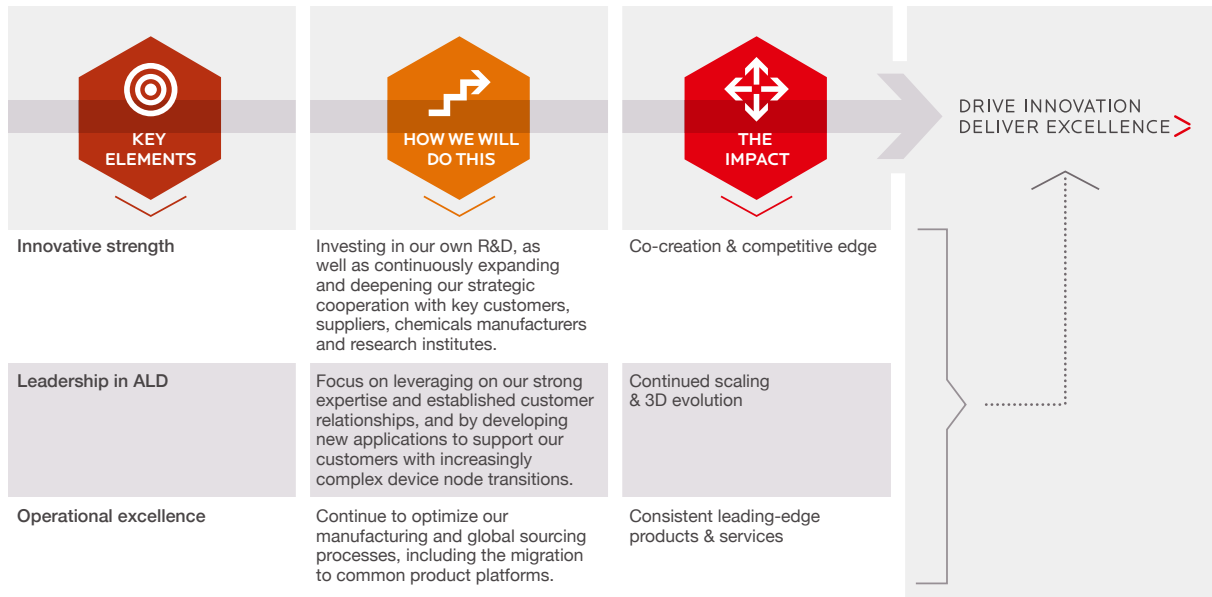 KEY
ELEMENTS
HOW WE WILL
DO THIS
THE
IMPACT
DRIVE INNOVATION
DELIVER EXCELLENCE
Innovative strength
Investing in our own R&D, as
well as continuously expanding
and deepening our strategic
cooperation with key customers,
suppliers, chemicals manufacturers
and research institutes.
Co-creation & competitive edge
Leadership in ALD
Focus on leveraging on our strong
expertise and established customer
relationships, and by developing
new applications to support our
customers with increasingly
complex device node transitions.
Continued scaling
& 3D evolution
Operational excellence
Continue to optimize our
manufacturing and global sourcing
processes, including the migration
to common product platforms.
Consistent leading-edge
products & services